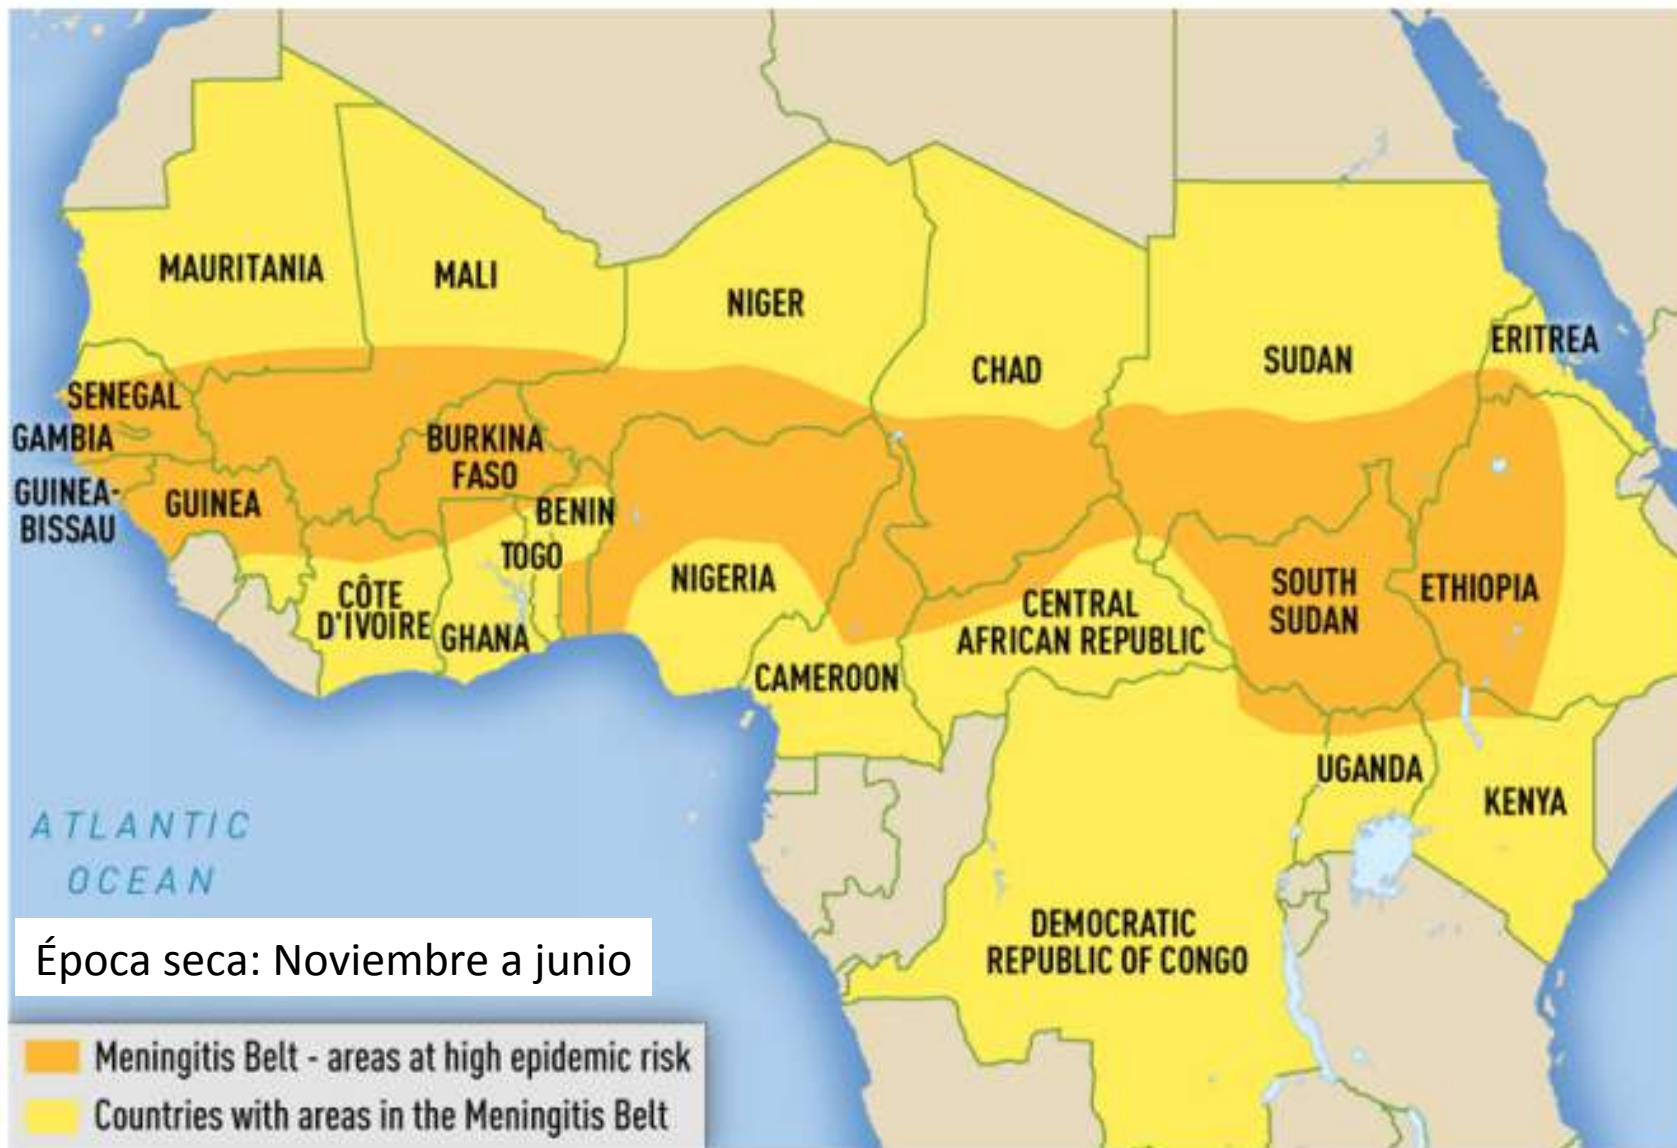 MAURITANIA
MALI
NIGER
CHAD
SUDAN
ERITREA
SENEGAL
GAMBIA
GUINEA-
BISSAU
GUINEA
BURKINA
FASO
BENIN
TOGO
CÔTE
D'IVOIRE
GHANA
NIGERIA
CAMEROON
CENTRAL
AFRICAN REPUBLIC
SOUTH
SUDAN
ETHIOPIA
UGANDA
KENYA
DEMOCRATIC
REPUBLIC OF CONGO
ATLANTIC
OCEAN
Época seca: Noviembre a junio
Meningitis Belt - areas at high epidemic risk
Countries with areas in the Meningitis Belt